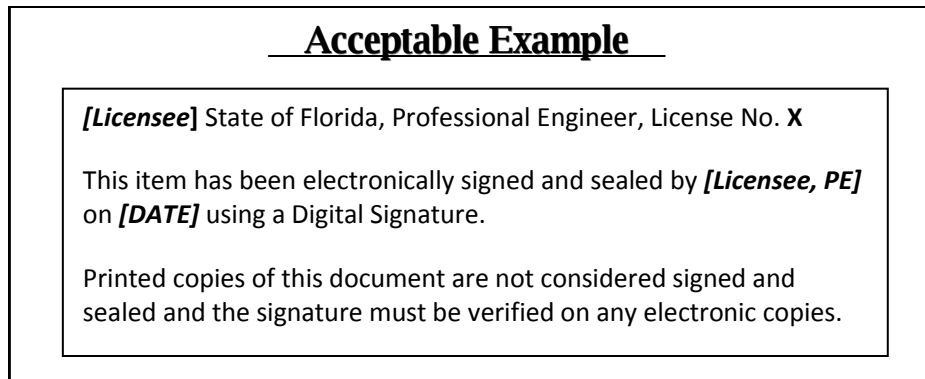 Acceptable Example
[Licensee] State of Florida, Professional Engineer, License No. X
This item has been electronically signed and sealed by [Licensee, PE]
on [DATE] using a Digital Signature.
Printed copies of this document are not considered signed and
sealed and the signature must be verified on any electronic copies.